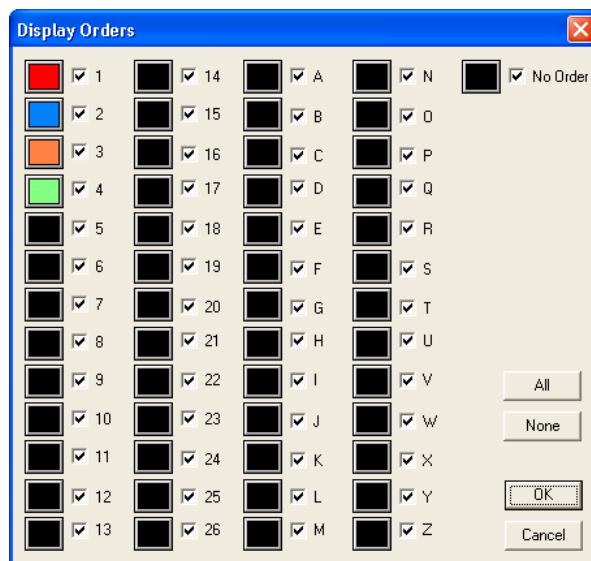 Display Orders
1 14 A N No Order
2 15 B O
3 16 C P
4 17 D Q
5 18 E R
6 19 F S
7 20 G T
8 21 H U
9 22 I V
10 23 J W
11 24 K X
12 25 L Y
13 26 M Z
All
None
OK
Cancel